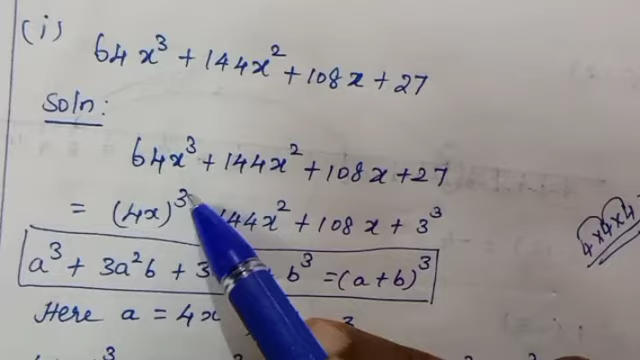 (i)
64x³ + 144x² + 108x + 27
Soln:
64x³ + 144x² + 108x + 27
= (4x)³ 144x² + 108x + 3³
4×4×4
a³ + 3a²b + 3 b³ = (a+b)³
Here a = 4x